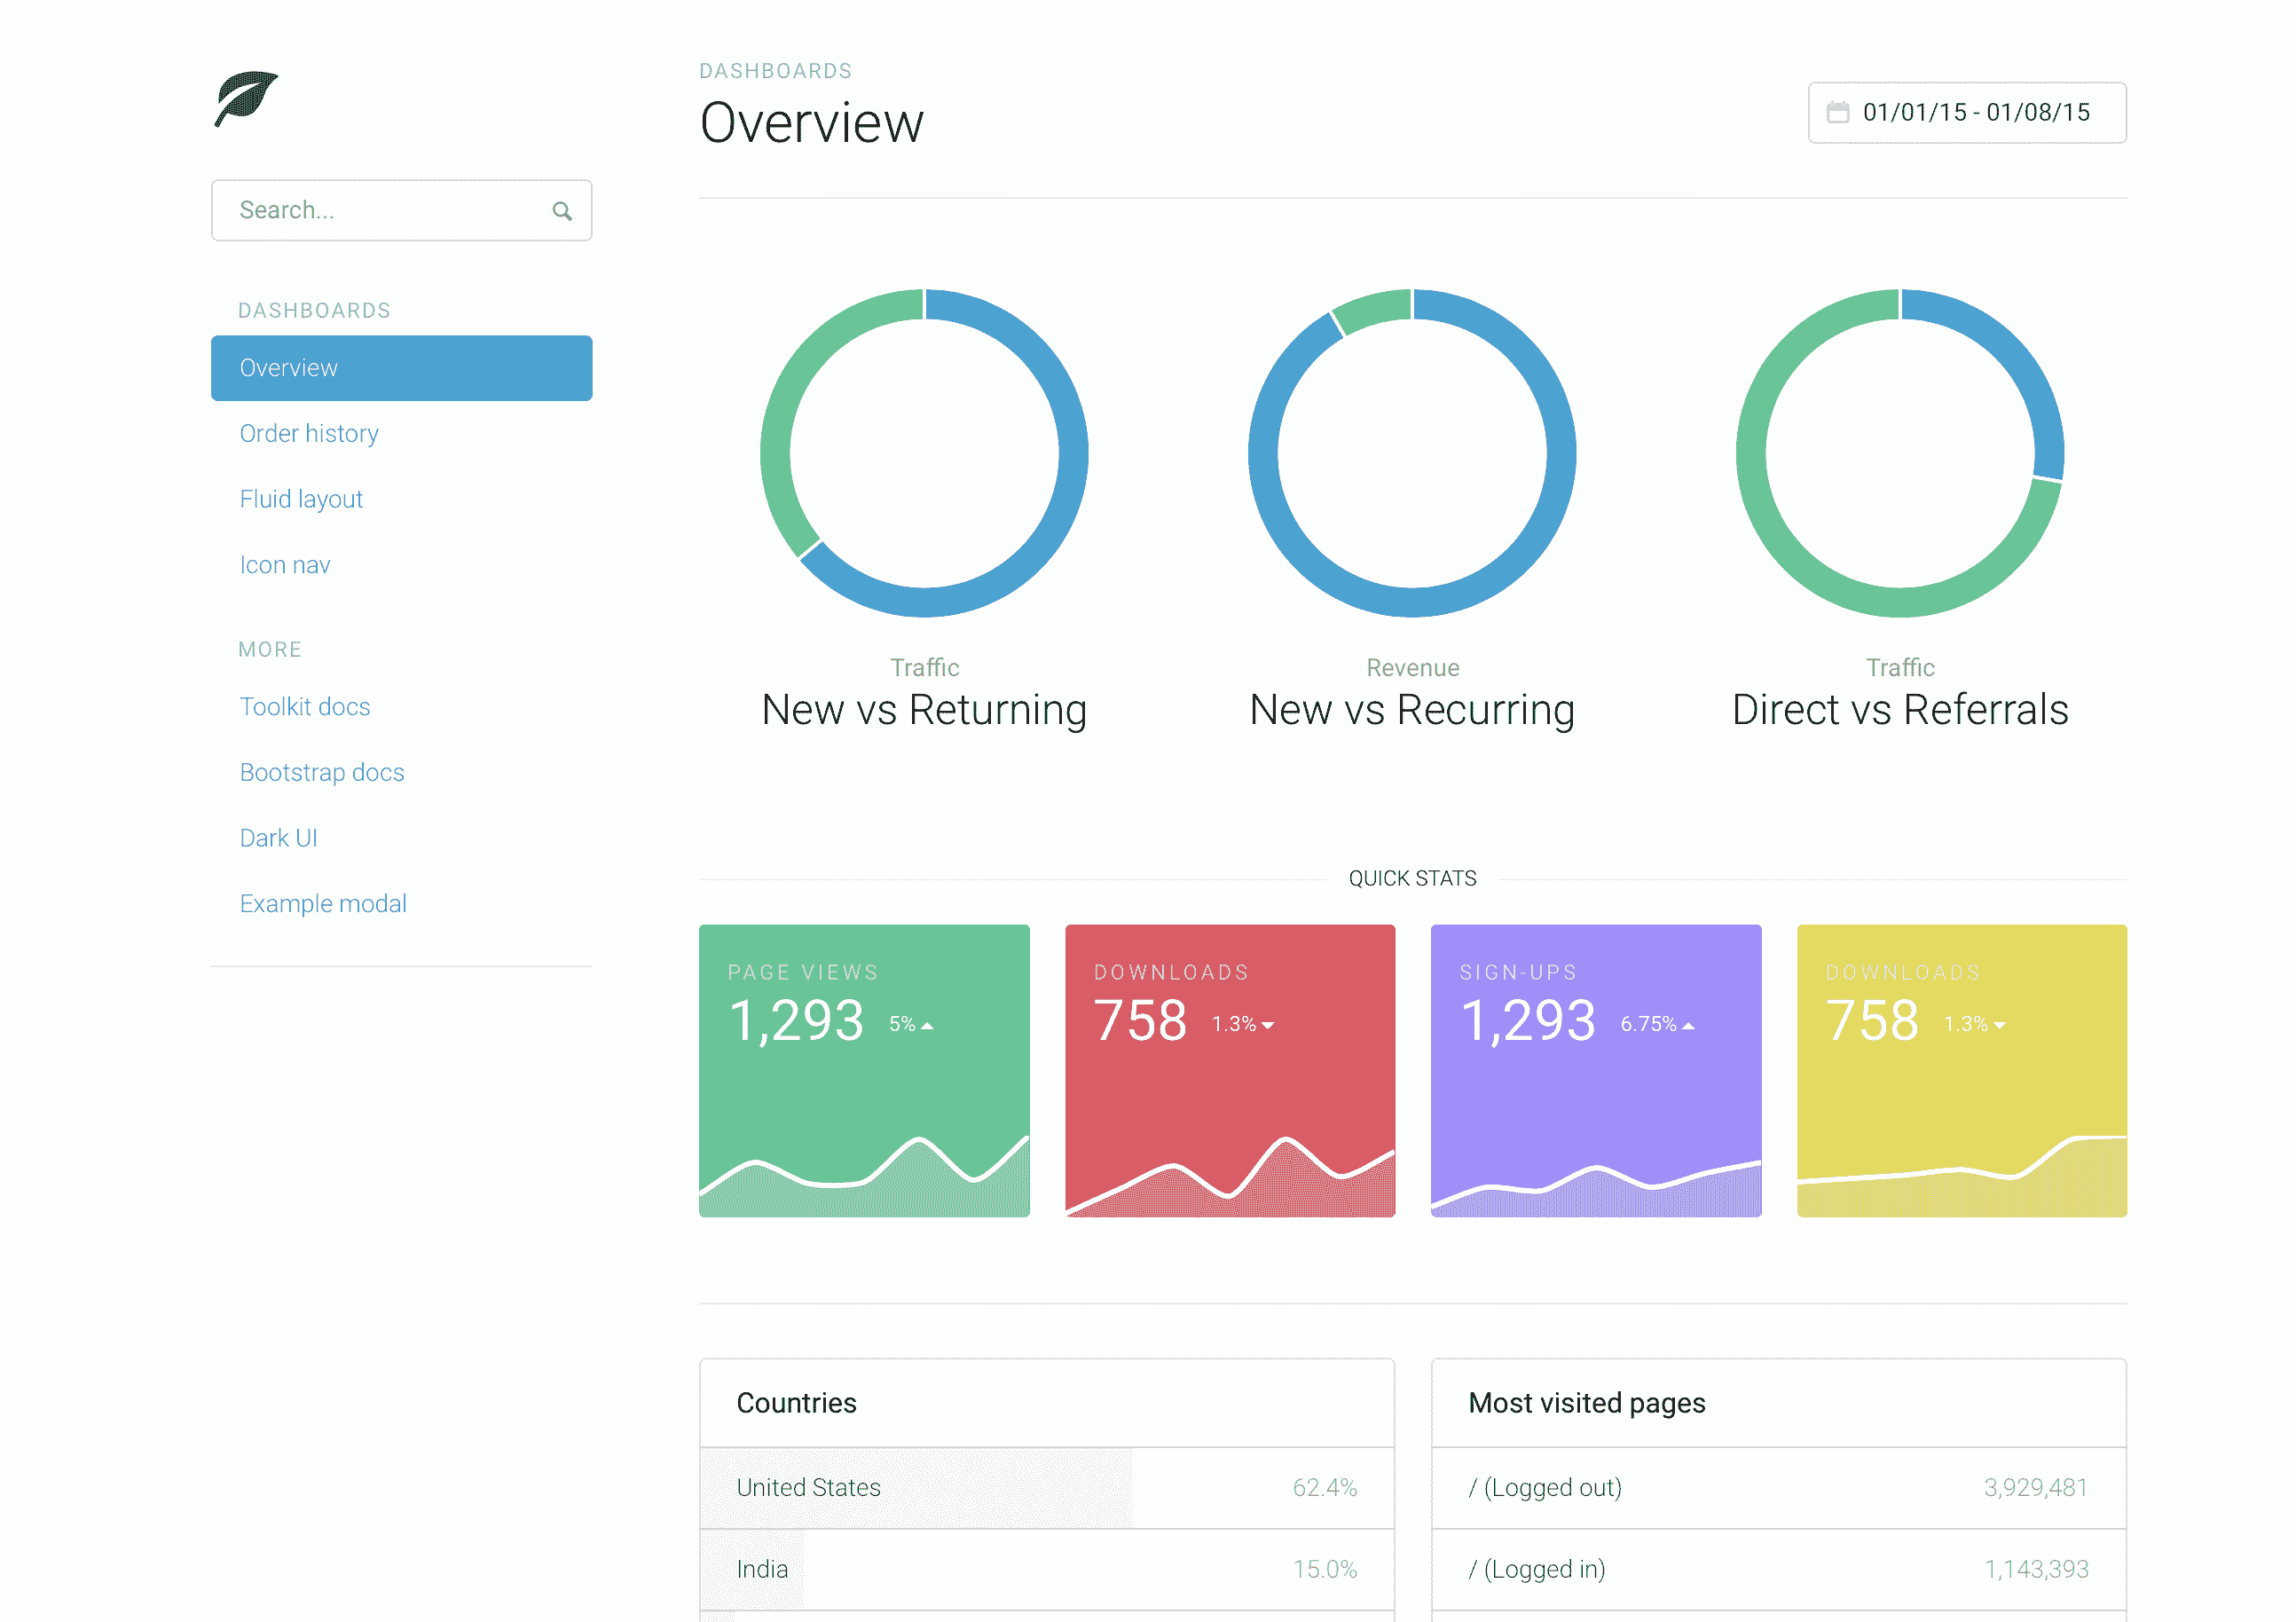 DASHBOARDS
Overview
01/01/15 - 01/08/15
Search...
DASHBOARDS
Overview
Order history
Fluid layout
Icon nav
MORE
Toolkit docs
Bootstrap docs
Dark UI
Example modal
Traffic
New vs Returning
Revenue
New vs Recurring
Traffic
Direct vs Referrals
QUICK STATS
PAGE VIEWS
1,293 5%
DOWNLOADS
758 1.3%
SIGN-UPS
1,293 6.75%
DOWNLOADS
758 1.3%
Countries
United States 62.4%
India 15.0%
Most visited pages
/ (Logged out) 3,929,481
/ (Logged in) 1,143,393